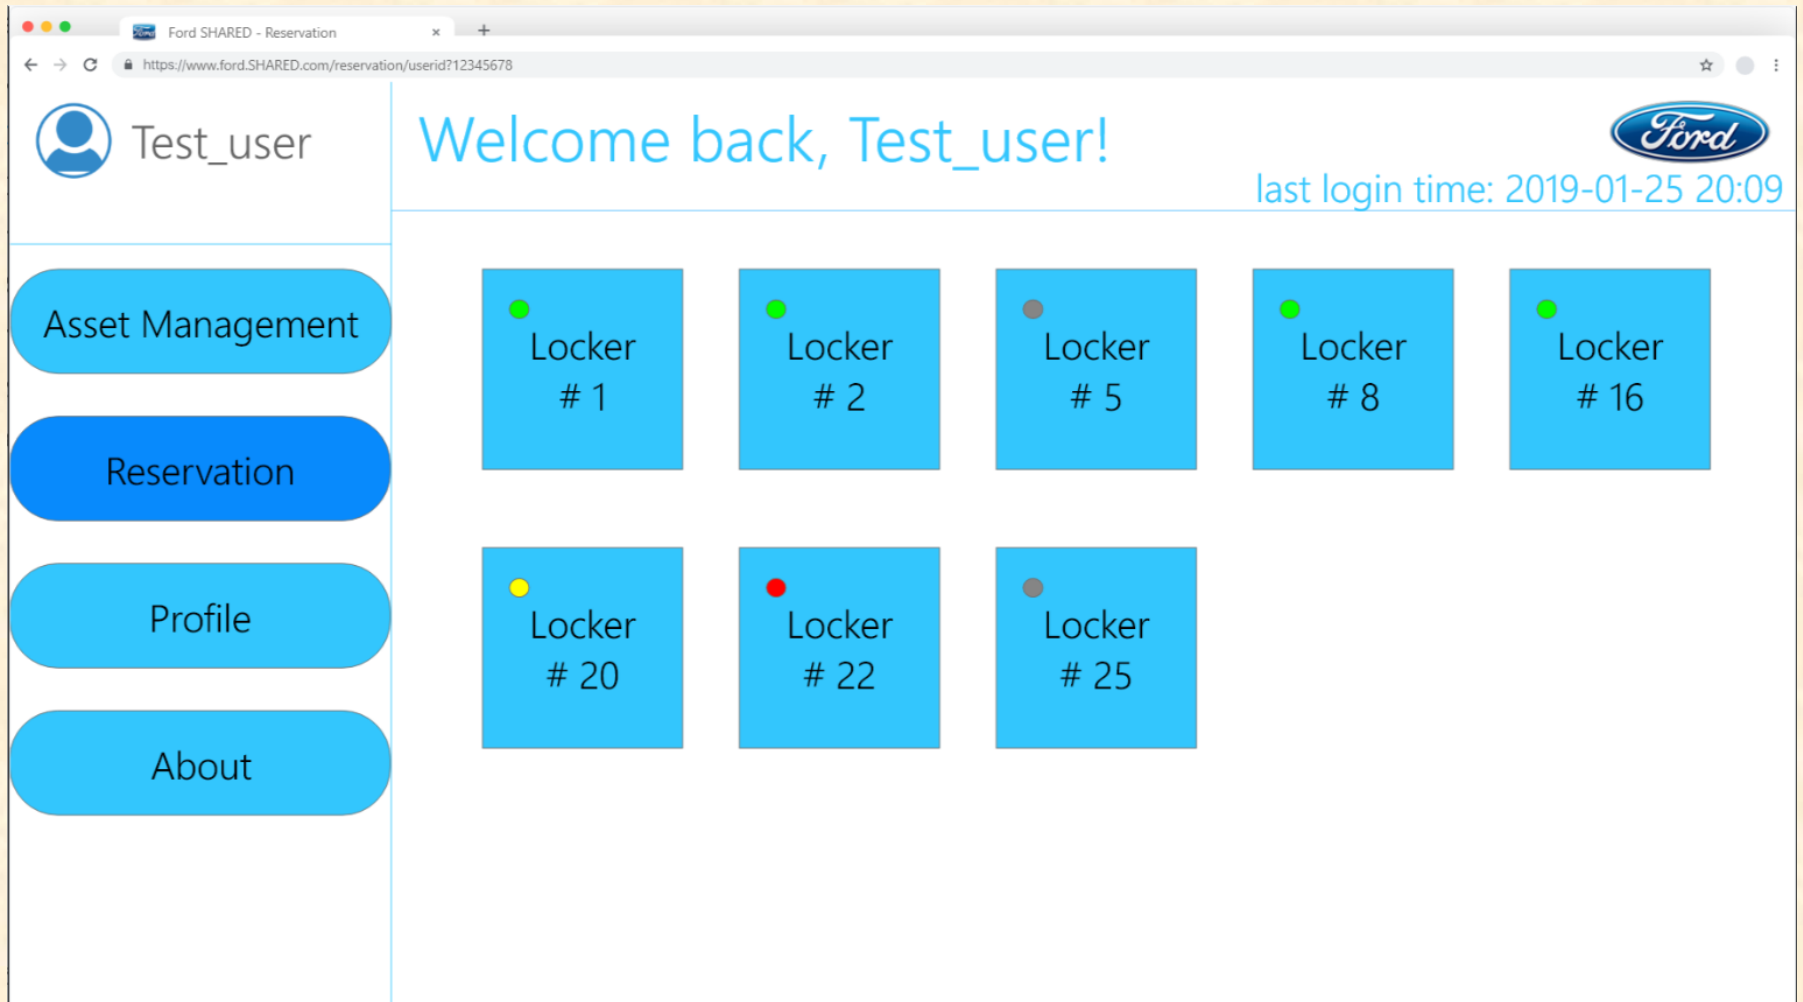 Ford SHARED - Reservation
https://www.ford.SHARED.com/reservation/userid?12345678
Test_user
Welcome back, Test_user!
Ford
last login time: 2019-01-25 20:09
Asset Management
Reservation
Profile
About
Locker
# 1
Locker
# 2
Locker
# 5
Locker
# 8
Locker
# 16
Locker
# 20
Locker
# 22
Locker
# 25